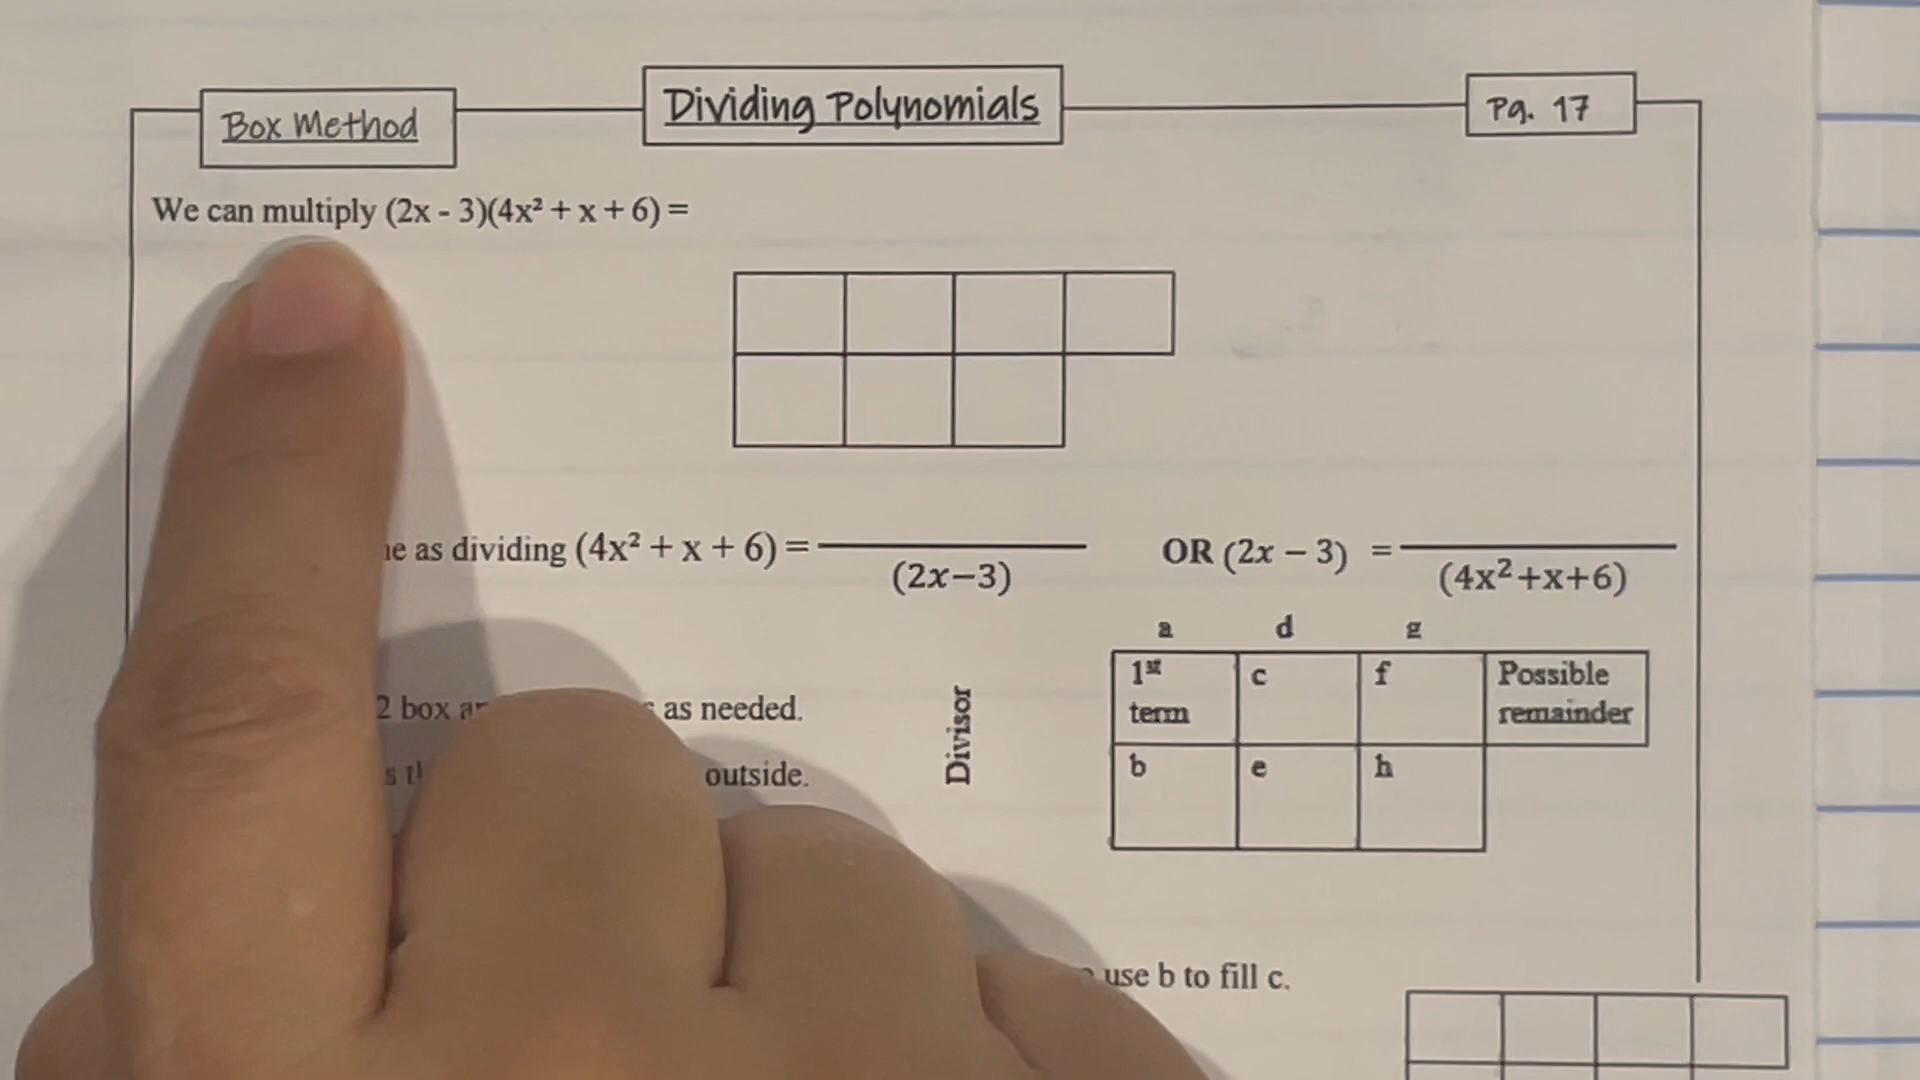 Box Method
Dividing Polynomials
Pg. 17
We can multiply (2x - 3)(4x² + x + 6) =
as dividing (4x² + x + 6) =
(2x−3)
OR (2x − 3) =
(4x²+x+6)
a d g
1st term c f Possible remainder
b e h
Divisor
2 box as needed.
outside.
use b to fill c.